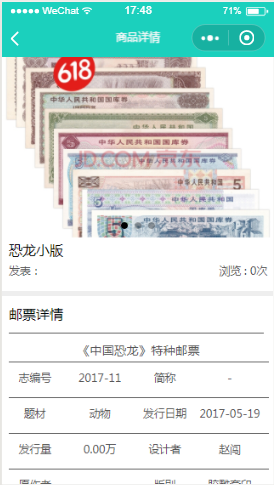 WeChat 17:48 71%
商品详情
618
中华人民共和国国库券
中华人民共和国国库券
中华人民共和国国库券
中华人民共和国国库券
JD.COM 京东
中华人民共和国国库券 5
中华人民共和国国库券
中华人民共和国国库券
恐龙小版
发表： 浏览：0次
邮票详情
《中国恐龙》特种邮票
志编号 2017-11 简称 -
题材 动物 发行日期 2017-05-19
发行量 0.00万 设计者 赵闯